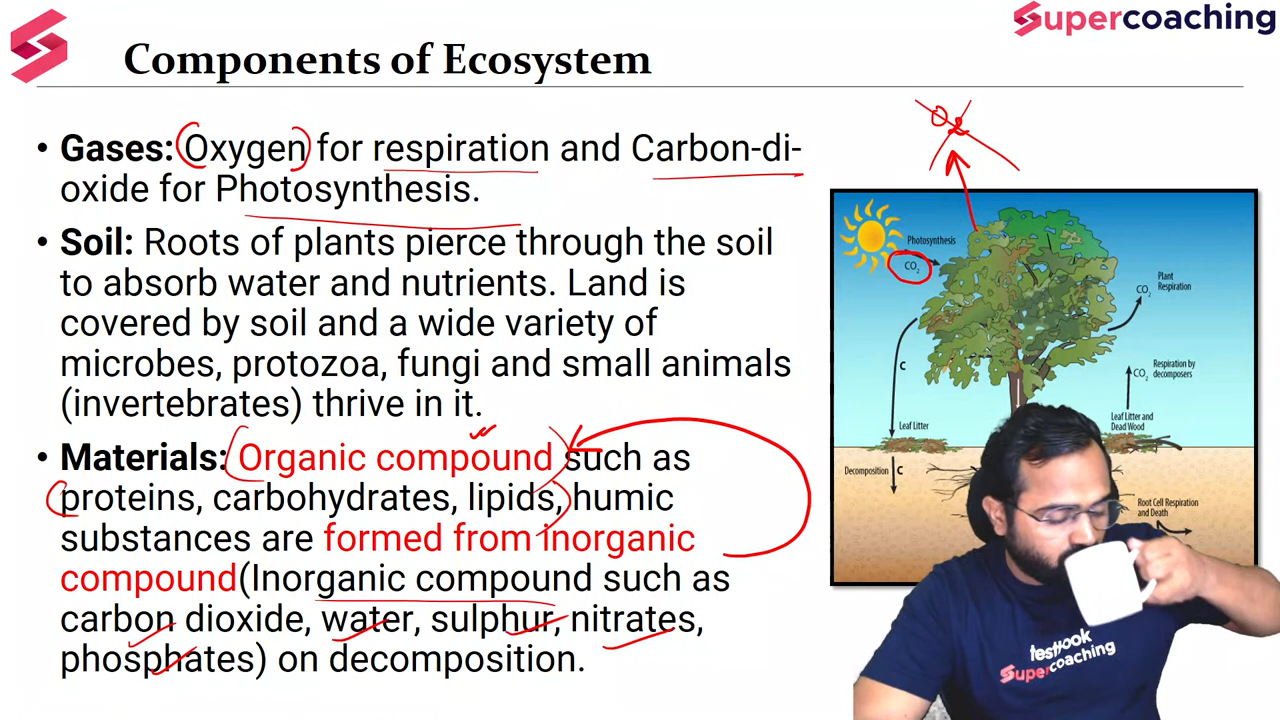 Supercoaching
Components of Ecosystem
• Gases: Oxygen for respiration and Carbon-di-
oxide for Photosynthesis.
• Soil: Roots of plants pierce through the soil
to absorb water and nutrients. Land is
covered by soil and a wide variety of
microbes, protozoa, fungi and small animals
(invertebrates) thrive in it.
• Materials: Organic compound such as
proteins, carbohydrates, lipids, humic
substances are formed from inorganic
compound(Inorganic compound such as
carbon dioxide, water, sulphur, nitrates,
phosphates) on decomposition.
O2
Photosynthesis
CO2
Plant
Respiration
CO2
C
Respiration by
decomposers
CO2
Leaf Litter
Leaf Litter and
Dead Wood
Decomposition
C
Root Cell Respiration
and Death
testbook
Supercoaching